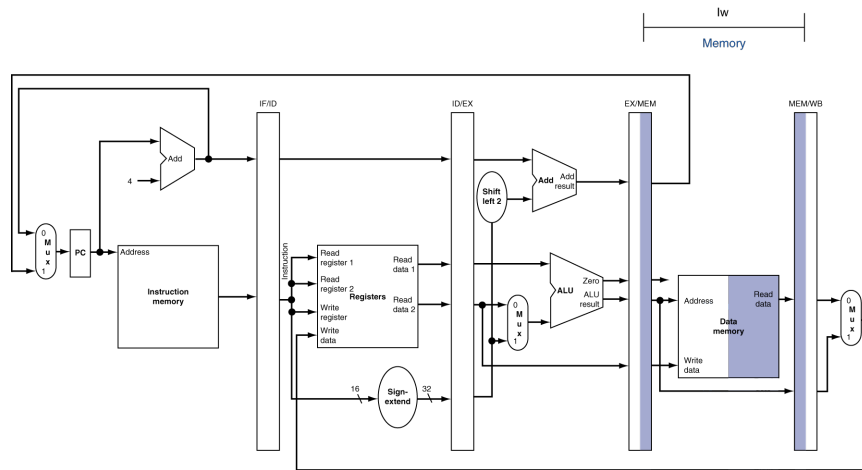 lw
Memory
IF/ID
ID/EX
EX/MEM
MEM/WB
Add
4
Shift
left 2
Add
Add
result
0
M
u
x
1
PC
Address
Instruction
memory
Instruction
Read
register 1
Read
register 2
Write
register
Write
data
Registers
Read
data 1
Read
data 2
0
M
u
x
1
Zero
ALU
ALU
result
Address
Read
data
Data
memory
Write
data
0
M
u
x
1
16
Sign-
extend
32